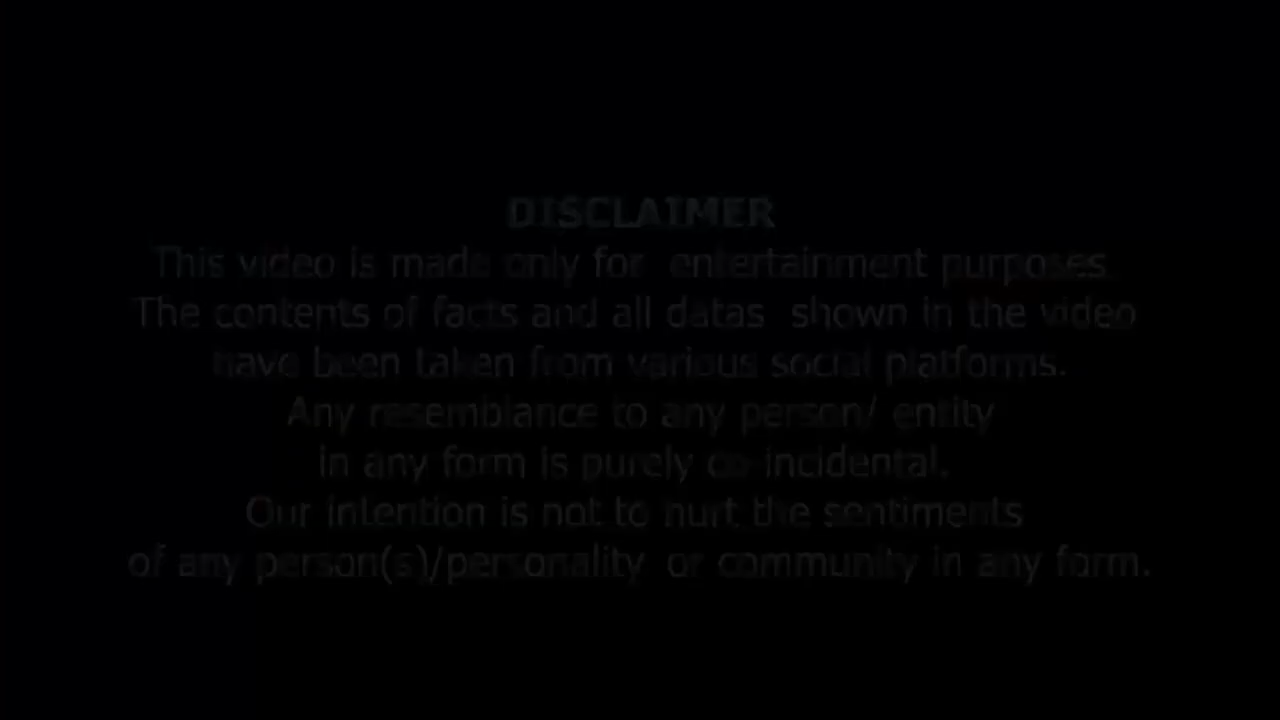 DISCLAIMER
This video is made only for entertainment purposes.
The contents of facts and all datas shown in the video
have been taken from various social platforms.
Any resemblance to any person/ entity
in any form is purely co-incidental.
Our intention is not to hurt the sentiments
of any person(s)/personality or community in any form.